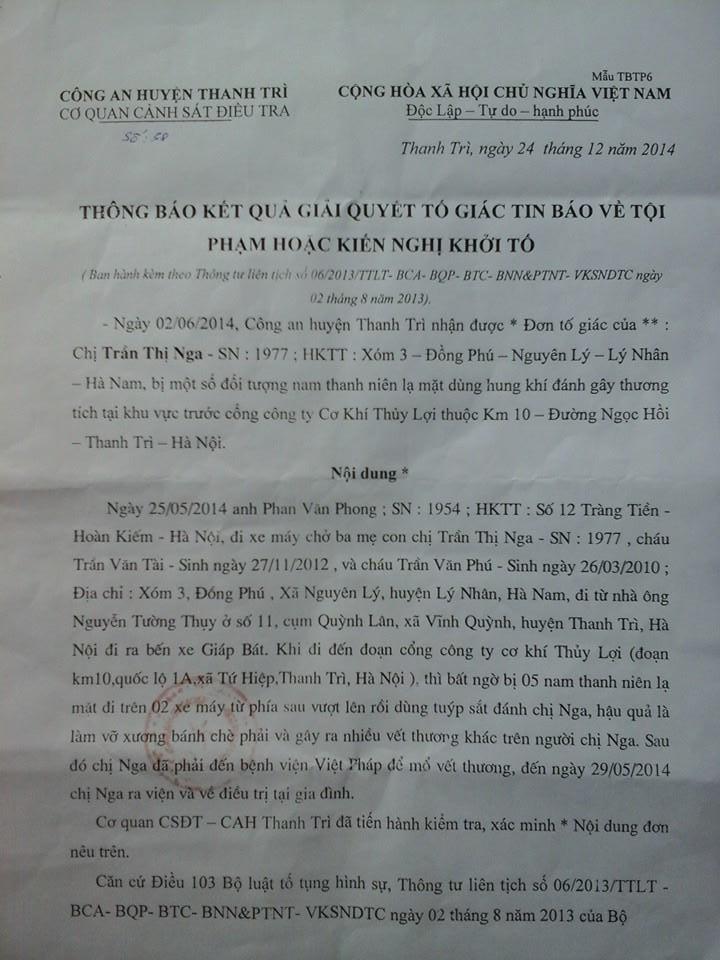 Mẫu TBTP6
CÔNG AN HUYỆN THANH TRÌ
CỘNG HÒA XÃ HỘI CHỦ NGHĨA VIỆT NAM
CƠ QUAN CẢNH SÁT ĐIỀU TRA
Độc Lập – Tự do – hạnh phúc
Số:
Thanh Trì, ngày 24 tháng 12 năm 2014
THÔNG BÁO KẾT QUẢ GIẢI QUYẾT TỐ GIÁC TIN BÁO VỀ TỘI
PHẠM HOẶC KIẾN NGHỊ KHỞI TỐ
( Ban hành kèm theo Thông tư liên tịch số 06/2013/TTLT- BCA- BQP- BTC- BNN&PTNT- VKSNDTC ngày
02 tháng 8 năm 2013).
- Ngày 02/06/2014, Công an huyện Thanh Trì nhận được * Đơn tố giác của ** :
Chị Trần Thị Nga - SN : 1977 ; HKTT : Xóm 3 – Đồng Phú – Nguyên Lý – Lý Nhân
– Hà Nam, bị một số đối tượng nam thanh niên lạ mặt dùng hung khí đánh gây thương
tích tại khu vực trước cổng công ty Cơ Khí Thủy Lợi thuộc Km 10 – Đường Ngọc Hồi
– Thanh Trì – Hà Nội.
Nội dung *
Ngày 25/05/2014 anh Phan Văn Phong ; SN : 1954 ; HKTT : Số 12 Tràng Tiền -
Hoàn Kiếm - Hà Nội, đi xe máy chở ba mẹ con chị Trần Thị Nga - SN : 1977 , cháu
Trần Văn Tài - Sinh ngày 27/11/2012 , và cháu Trần Văn Phú - Sinh ngày 26/03/2010 ;
Địa chỉ : Xóm 3, Đồng Phú , Xã Nguyên Lý, huyện Lý Nhân, Hà Nam, đi từ nhà ông
Nguyễn Tường Thụy ở số 11, cụm Quỳnh Lân, xã Vĩnh Quỳnh, huyện Thanh Trì, Hà
Nội đi ra bến xe Giáp Bát. Khi đi đến đoạn cổng công ty cơ khí Thủy Lợi (đoạn
km10,quốc lộ 1A,xã Tứ Hiệp,Thanh Trì, Hà Nội ), thì bất ngờ bị 05 nam thanh niên lạ
mặt đi trên 02 xe máy từ phía sau vượt lên rồi dùng tuýp sắt đánh chị Nga, hậu quả là
làm vỡ xương bánh chè phải và gây ra nhiều vết thương khác trên người chị Nga. Sau
đó chị Nga đã phải đến bệnh viện Việt Pháp để mổ vết thương, đến ngày 29/05/2014
chị Nga ra viện và về điều trị tại gia đình.
Cơ quan CSĐT – CAH Thanh Trì đã tiến hành kiểm tra, xác minh * Nội dung đơn
nêu trên.
Căn cứ Điều 103 Bộ luật tố tụng hình sự, Thông tư liên tịch số 06/2013/TTLT -
BCA- BQP- BTC- BNN&PTNT- VKSNDTC ngày 02 tháng 8 năm 2013 của Bộ